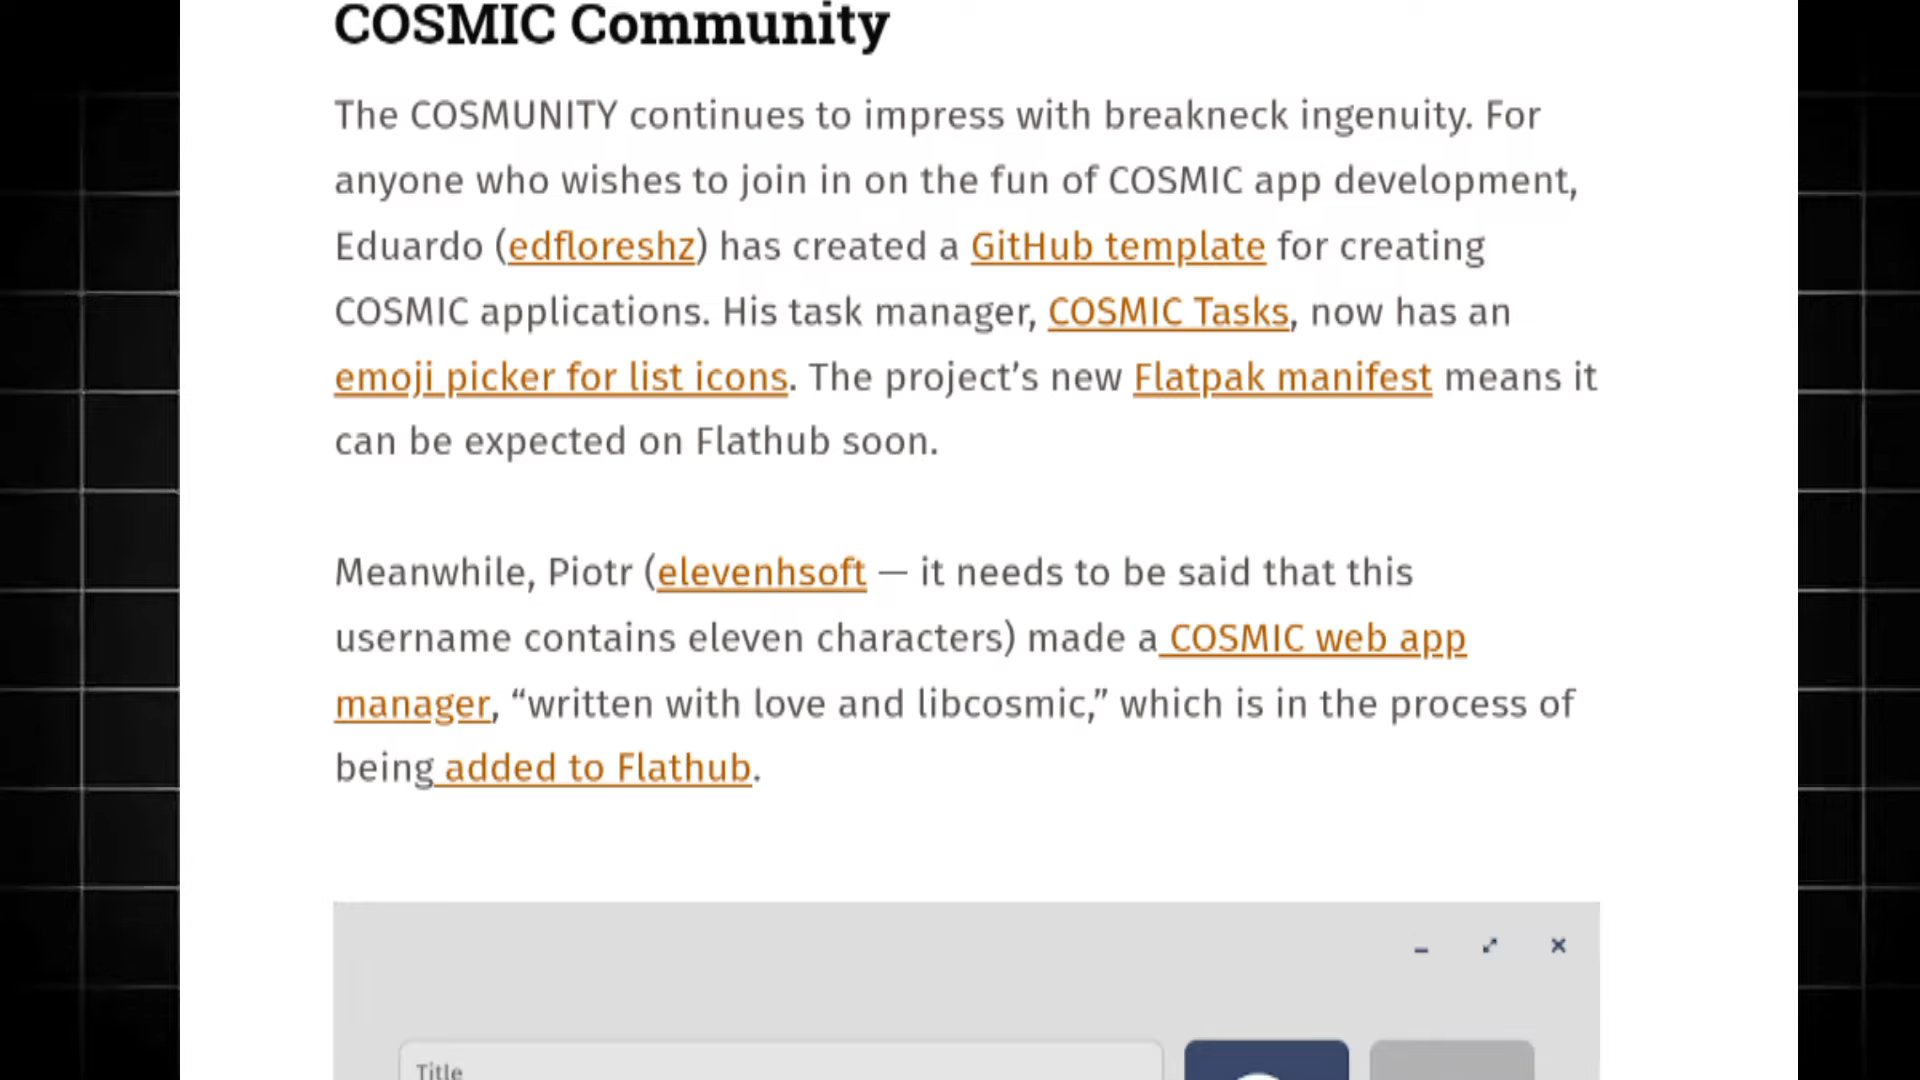 COSMIC Community
The COSMUNITY continues to impress with breakneck ingenuity. For
anyone who wishes to join in on the fun of COSMIC app development,
Eduardo (edfloreshz) has created a GitHub template for creating
COSMIC applications. His task manager, COSMIC Tasks, now has an
emoji picker for list icons. The project’s new Flatpak manifest means it
can be expected on Flathub soon.
Meanwhile, Piotr (elevenhsoft — it needs to be said that this
username contains eleven characters) made a COSMIC web app
manager, “written with love and libcosmic,” which is in the process of
being added to Flathub.
Title